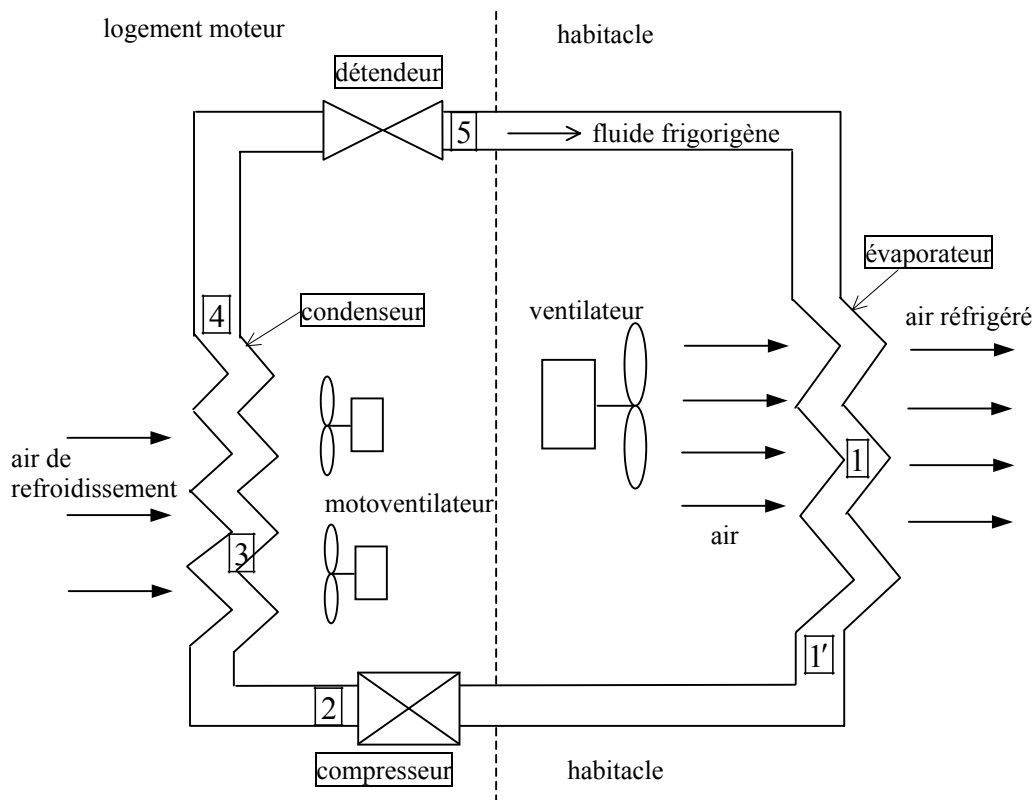 logement moteur
habitacle
détendeur
5
fluide frigorigène
évaporateur
4
condenseur
ventilateur
air réfrigéré
air de
refroidissement
1
motoventilateur
air
3
1'
2
compresseur
habitacle